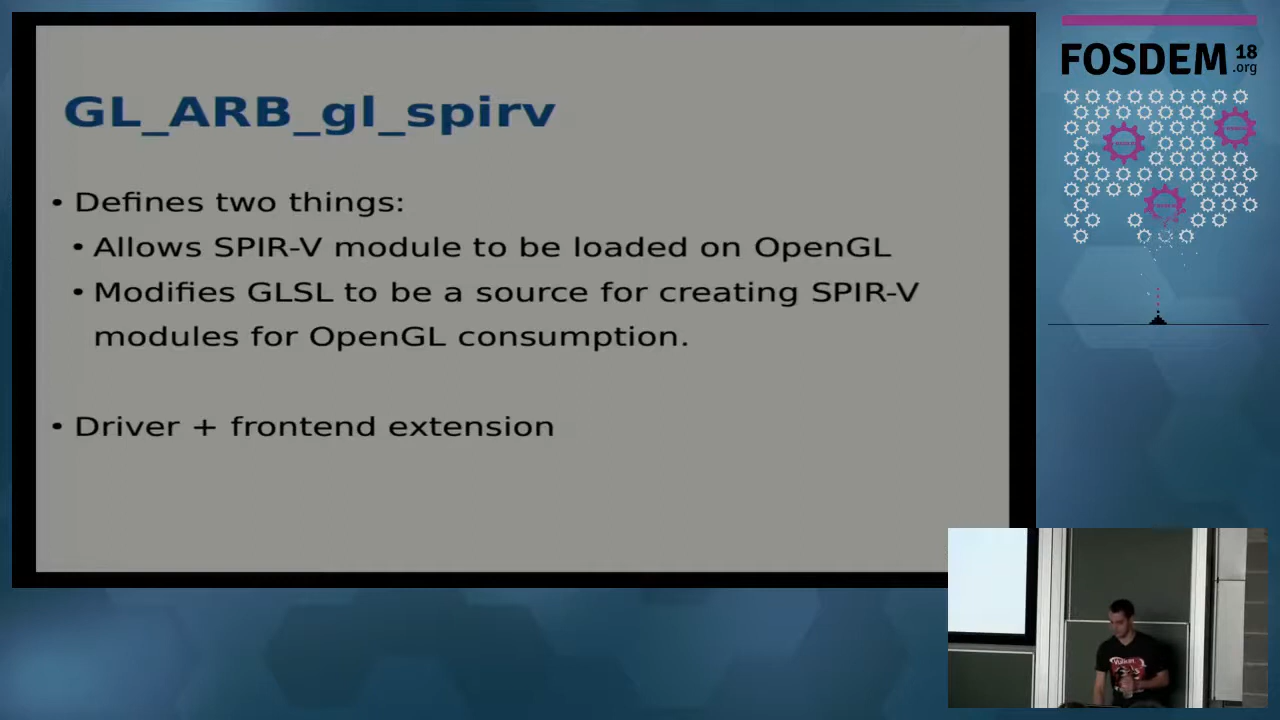 GL_ARB_gl_spirv
• Defines two things:
• Allows SPIR-V module to be loaded on OpenGL
• Modifies GLSL to be a source for creating SPIR-V
modules for OpenGL consumption.
• Driver + frontend extension
FOSDEM 18
.org